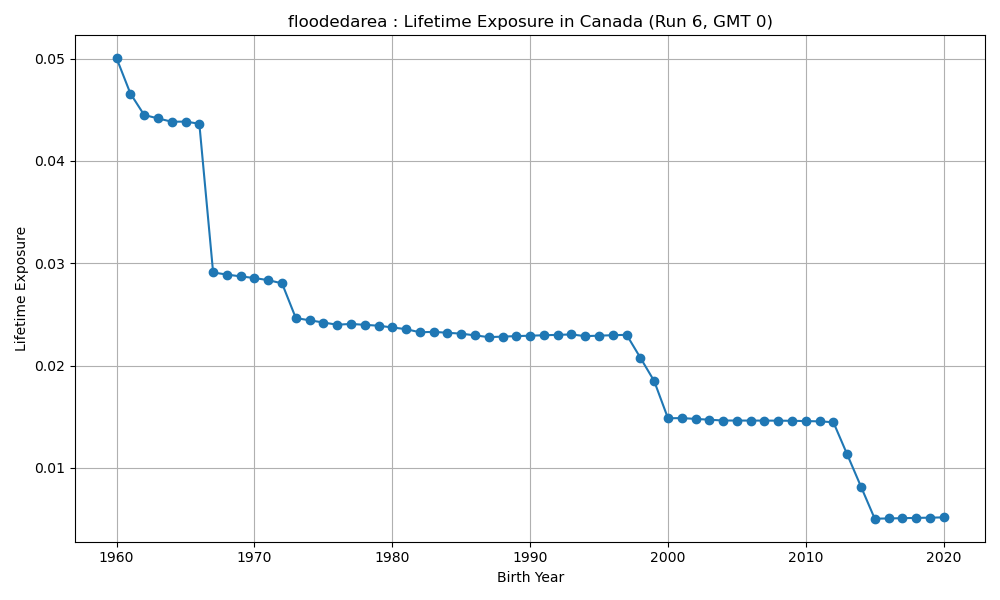 floodedarea : Lifetime Exposure in Canada (Run 6, GMT 0)
0.05
0.04
0.03
0.02
0.01
Lifetime Exposure
1960 1970 1980 1990 2000 2010 2020
Birth Year